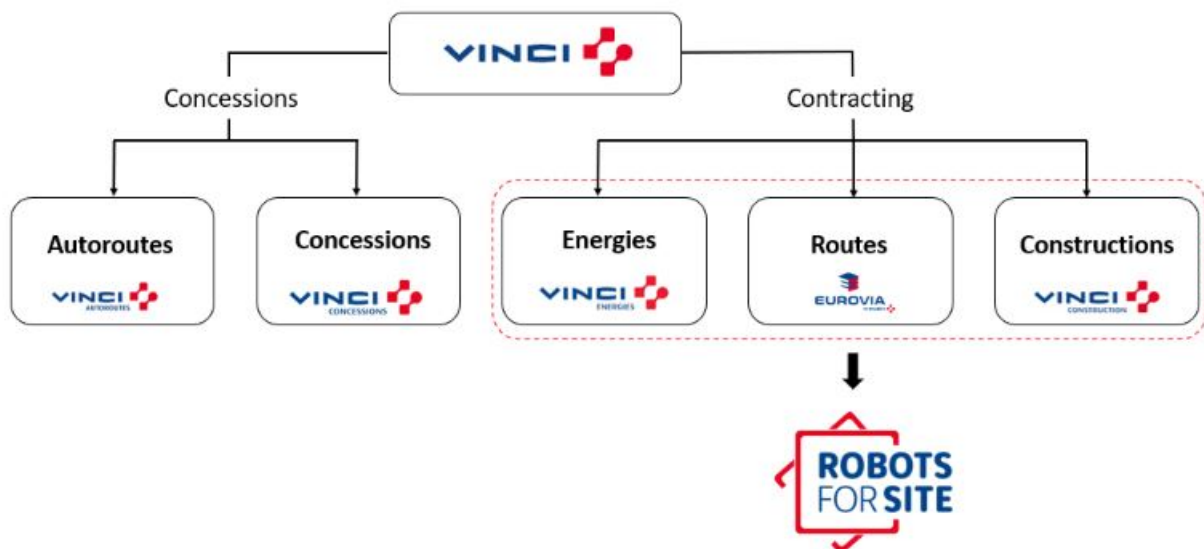 VINCI
Concessions
Contracting
Autoroutes
VINCI
AUTOROUTES
Concessions
VINCI
CONCESSIONS
Energies
VINCI
ENERGIES
Routes
EUROVIA
Constructions
VINCI
CONSTRUCTION
ROBOTS
FOR SITE